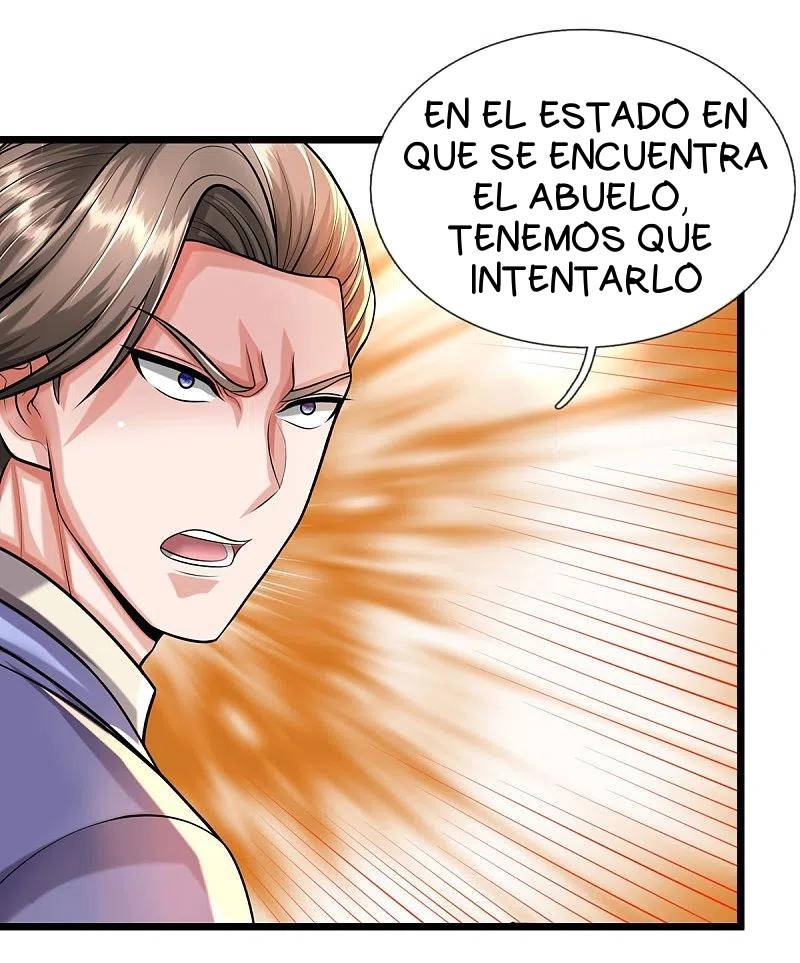 EN EL ESTADO EN
QUE SE ENCUENTRA
EL ABUELO,
TENEMOS QUE
INTENTARLO